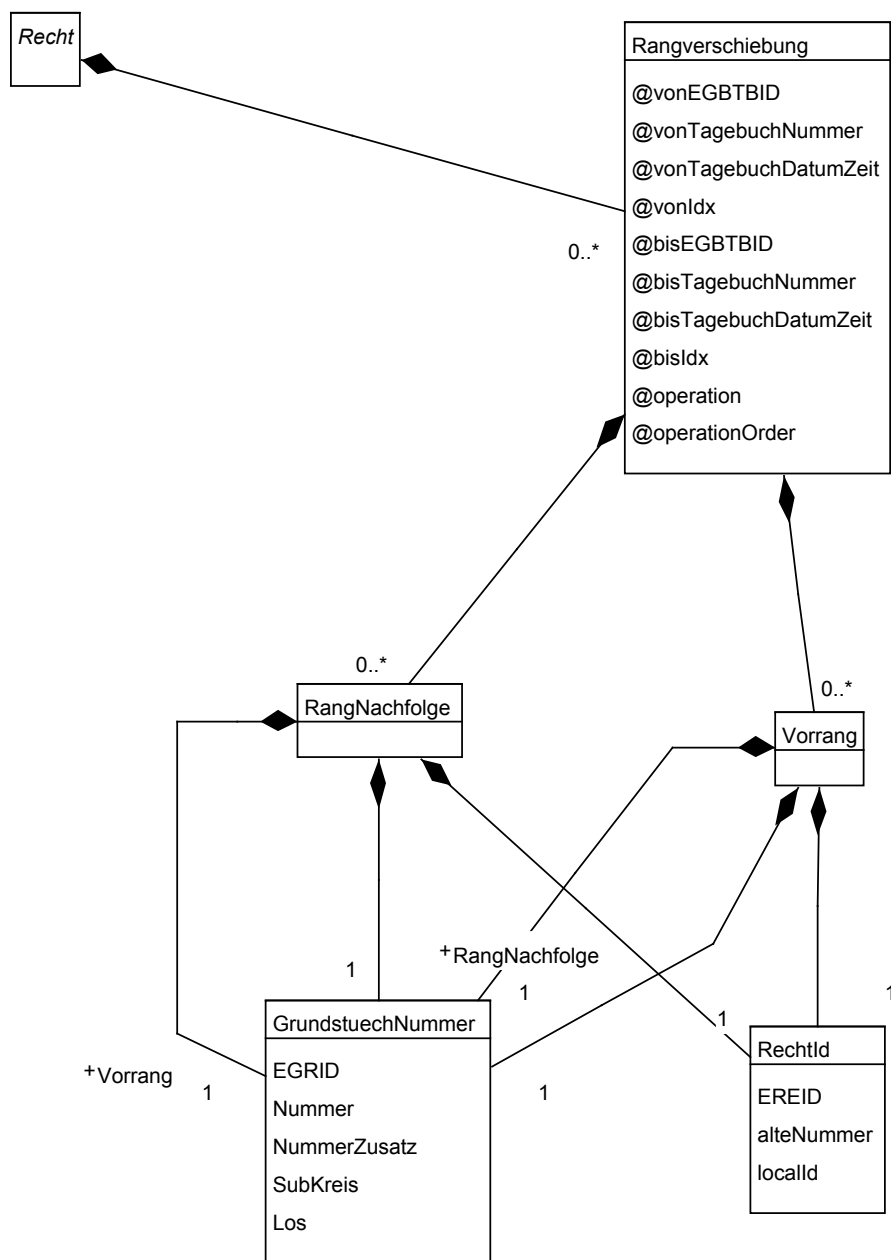 Recht
Rangverschiebung
@vonEGBTBID
@vonTagebuchNummer
@vonTagebuchDatumZeit
@vonIdx
@bisEGBTBID
@bisTagebuchNummer
@bisTagebuchDatumZeit
@bisIdx
@operation
@operationOrder
0..*
0..*
RangNachfolge
0..*
Vorrang
+RangNachfolge
1
1
1
1
GrundstuechNummer
EGRID
Nummer
NummerZusatz
SubKreis
Los
+Vorrang
1
1
RechtId
EREID
alteNummer
localId